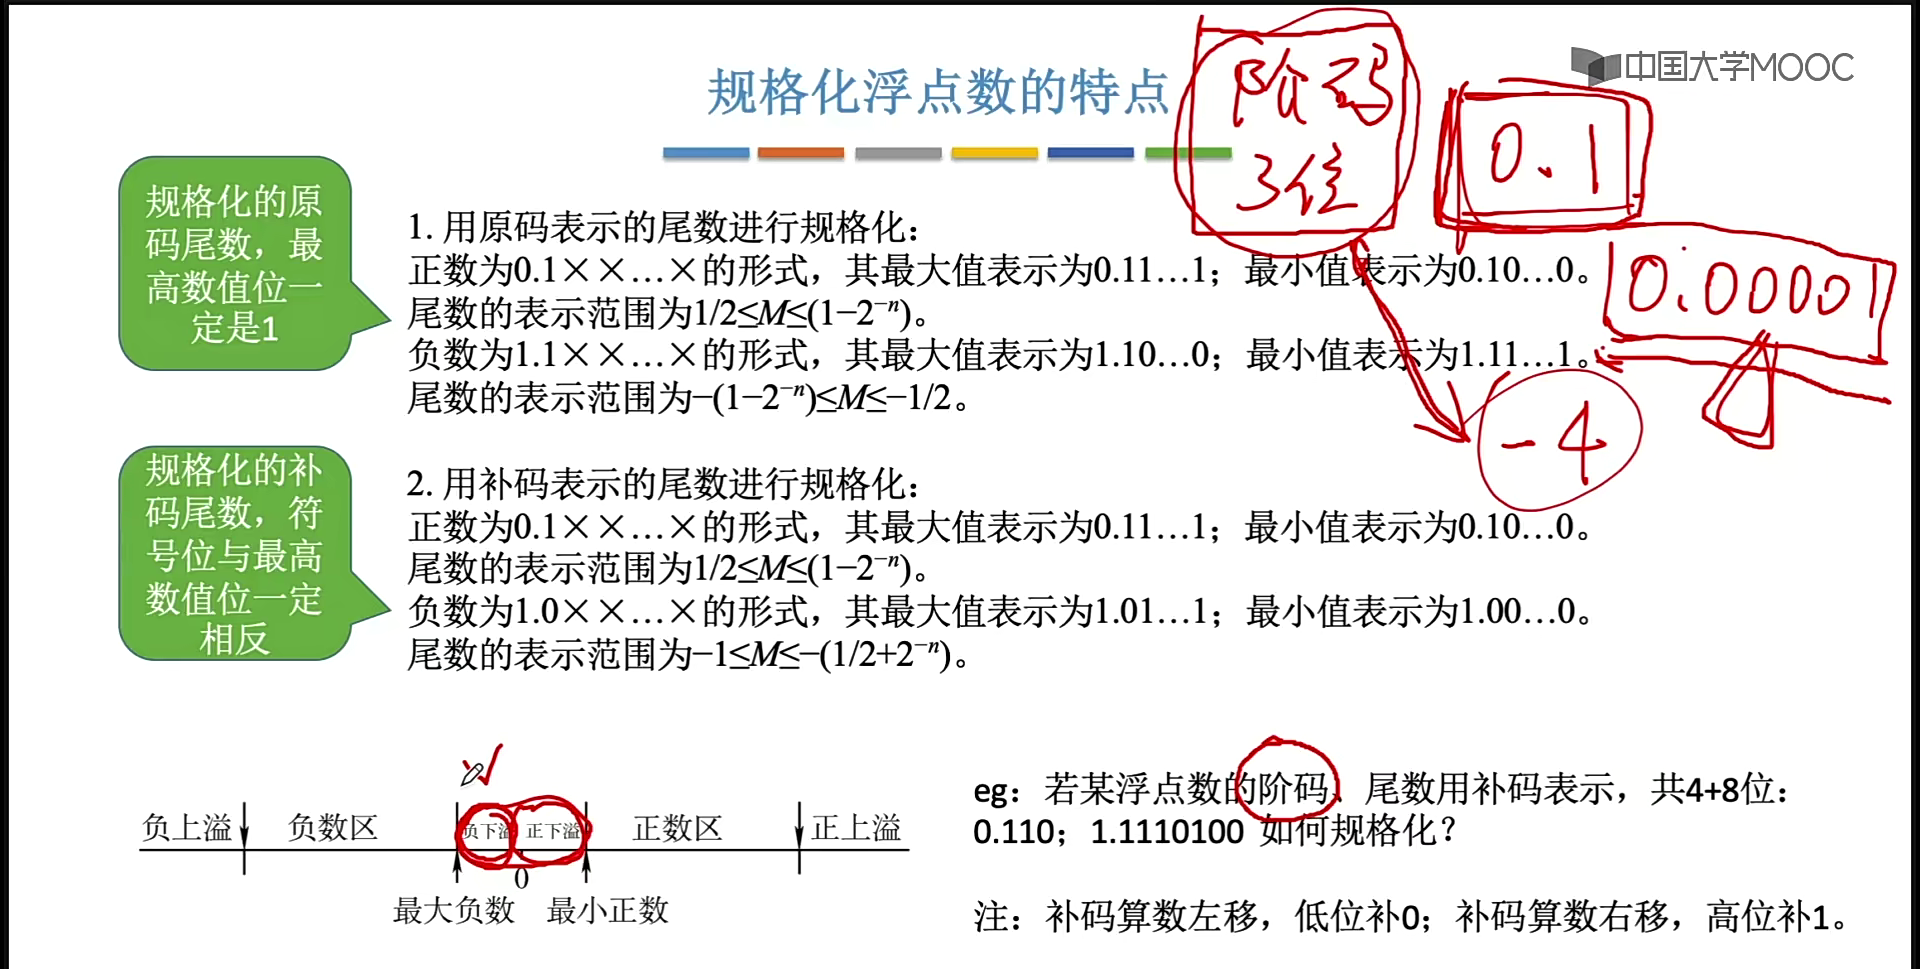 规格化浮点数的特点
阶码
3位
中国大学MOOC
0.1
0.00001
-4
规格化的原
码尾数，最
高数值位一
定是1
1. 用原码表示的尾数进行规格化：
正数为0.1××…×的形式，其最大值表示为0.11…1；最小值表示为0.10…0。
尾数的表示范围为1/2≤M≤(1−2⁻ⁿ)。
负数为1.1××…×的形式，其最大值表示为1.10…0；最小值表示为1.11…1。
尾数的表示范围为−(1−2⁻ⁿ)≤M≤−1/2。
规格化的补
码尾数，符
号位与最高
数值位一定
相反
2. 用补码表示的尾数进行规格化：
正数为0.1××…×的形式，其最大值表示为0.11…1；最小值表示为0.10…0。
尾数的表示范围为1/2≤M≤(1−2⁻ⁿ)。
负数为1.0××…×的形式，其最大值表示为1.01…1；最小值表示为1.00…0。
尾数的表示范围为−1≤M≤−(1/2+2⁻ⁿ)。
负上溢 负数区 负下溢 正下溢 正数区 正上溢
0
最大负数 最小正数
eg：若某浮点数的阶码、尾数用补码表示，共4+8位：
0.110；1.1110100 如何规格化？
注：补码算数左移，低位补0；补码算数右移，高位补1。